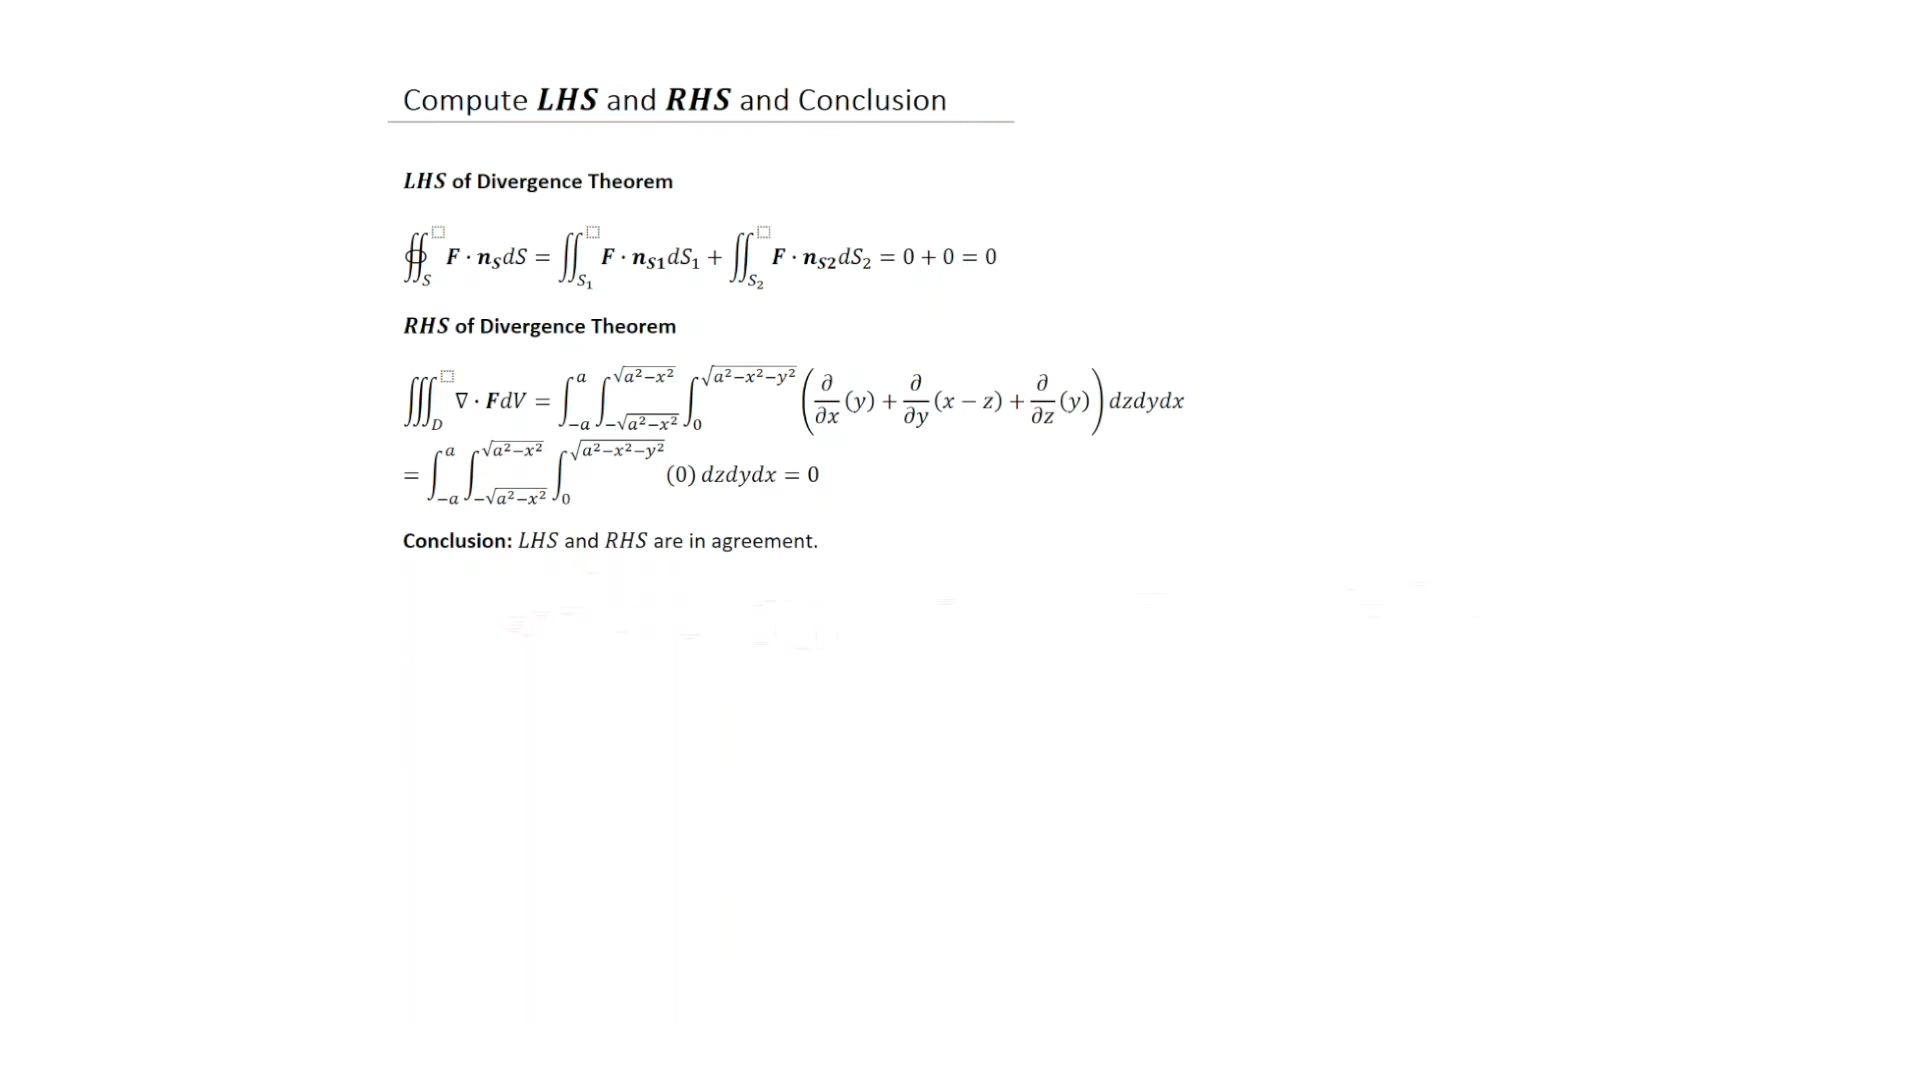 Compute LHS and RHS and Conclusion
LHS of Divergence Theorem
∯_S F · n_S dS = ∬_{S_1} F · n_{S1} dS_1 + ∬_{S_2} F · n_{S2} dS_2 = 0 + 0 = 0
RHS of Divergence Theorem
∭_D ∇ · F dV = ∫_{-a}^{a} ∫_{-√(a²−x²)}^{√(a²−x²)} ∫_0^{√(a²−x²−y²)} (∂/∂x (y) + ∂/∂y (x − z) + ∂/∂z (y)) dzdydx
= ∫_{-a}^{a} ∫_{-√(a²−x²)}^{√(a²−x²)} ∫_0^{√(a²−x²−y²)} (0) dzdydx = 0
Conclusion: LHS and RHS are in agreement.